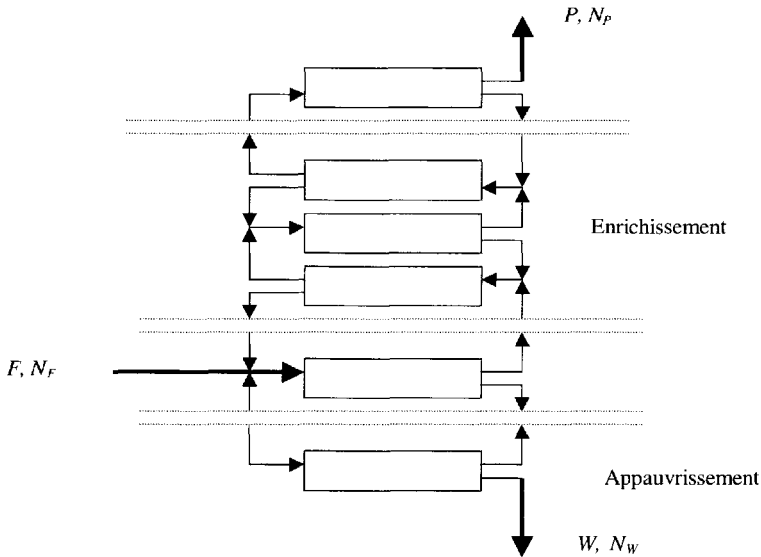 P, N_P
Enrichissement
F, N_F
Appauvrissement
W, N_W